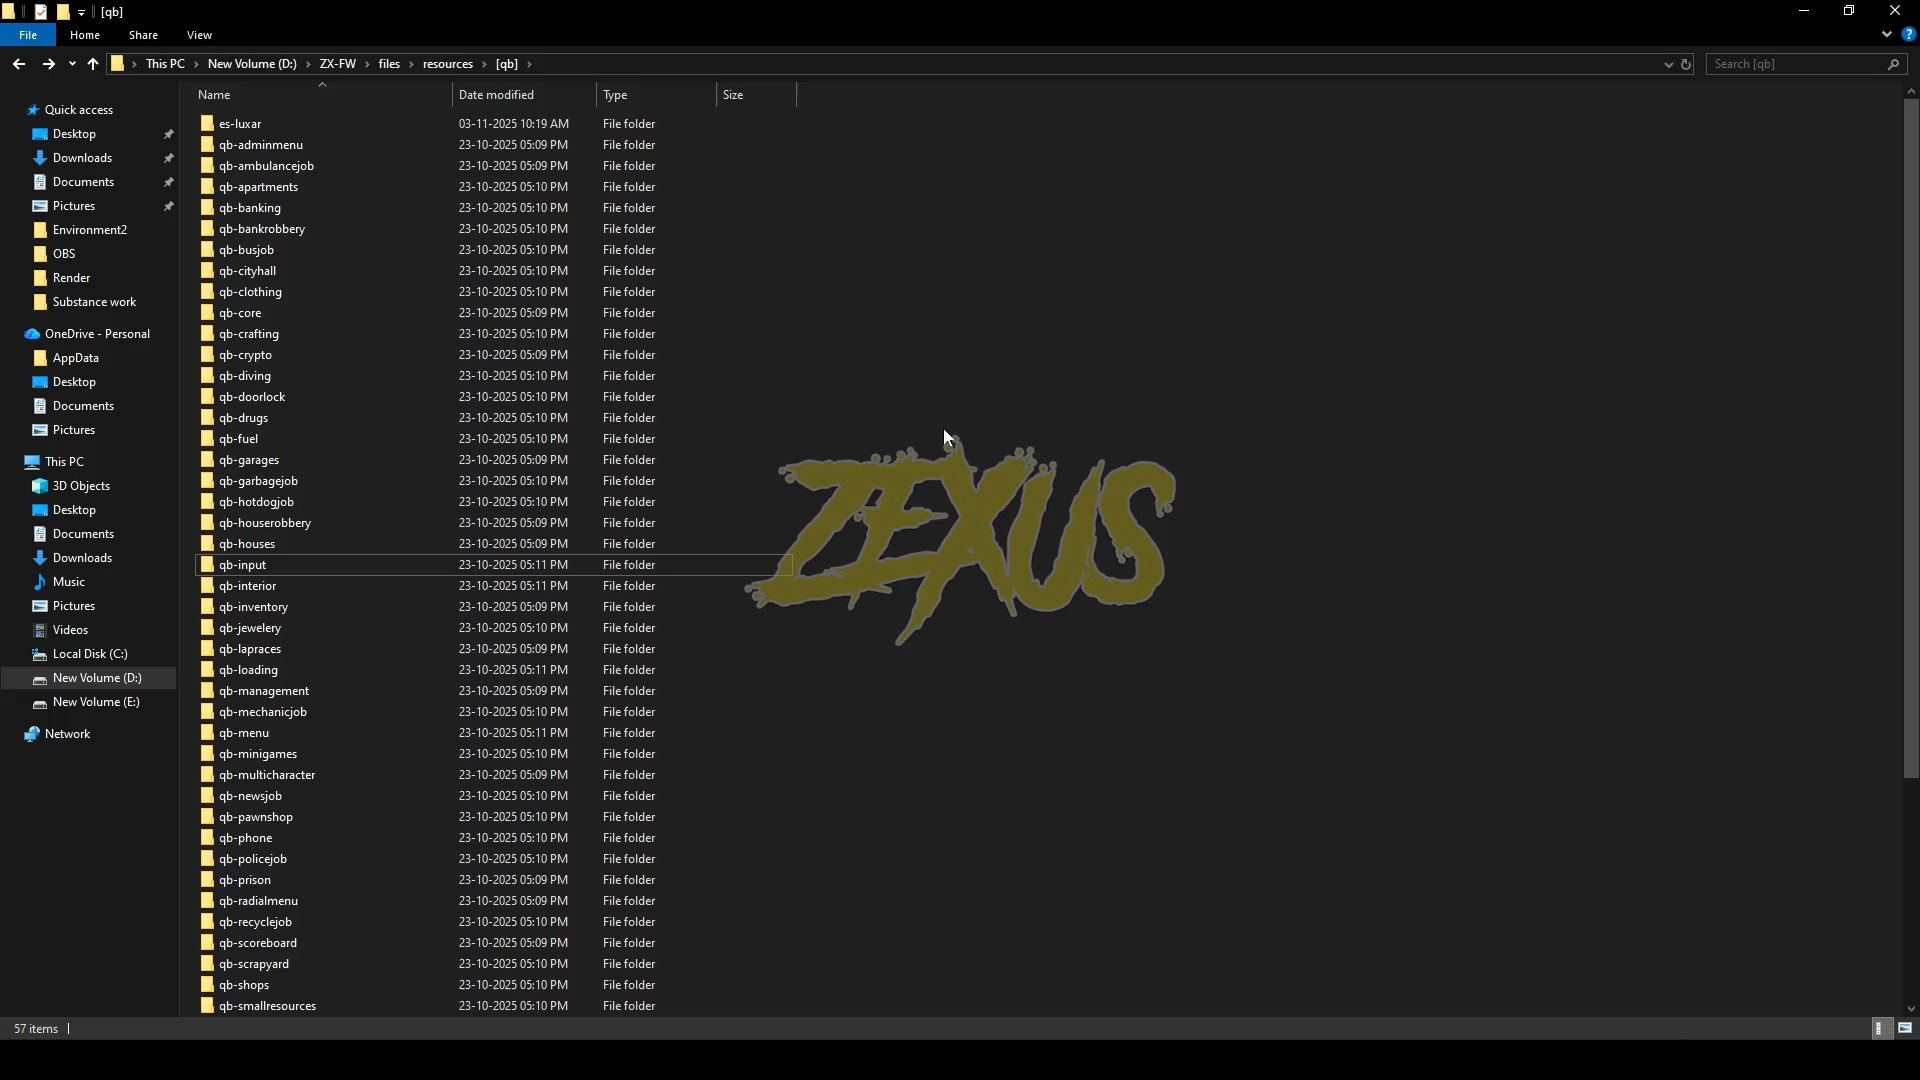 [qb]
File Home Share View
This PC New Volume (D:) ZX-FW files resources [qb] Search [qb]
Name Date modified Type Size
Quick access
Desktop
Downloads
Documents
Pictures
Environment2
OBS
Render
Substance work
OneDrive - Personal
AppData
Desktop
Documents
Pictures
This PC
3D Objects
Desktop
Documents
Downloads
Music
Pictures
Videos
Local Disk (C:)
New Volume (D:)
New Volume (E:)
Network
es-luxar 03-11-2025 10:19 AM File folder
qb-adminmenu 23-10-2025 05:09 PM File folder
qb-ambulancejob 23-10-2025 05:09 PM File folder
qb-apartments 23-10-2025 05:10 PM File folder
qb-banking 23-10-2025 05:10 PM File folder
qb-bankrobbery 23-10-2025 05:10 PM File folder
qb-busjob 23-10-2025 05:10 PM File folder
qb-cityhall 23-10-2025 05:10 PM File folder
qb-clothing 23-10-2025 05:10 PM File folder
qb-core 23-10-2025 05:09 PM File folder
qb-crafting 23-10-2025 05:10 PM File folder
qb-crypto 23-10-2025 05:09 PM File folder
qb-diving 23-10-2025 05:10 PM File folder
qb-doorlock 23-10-2025 05:10 PM File folder
qb-drugs 23-10-2025 05:10 PM File folder
qb-fuel 23-10-2025 05:10 PM File folder
qb-garages 23-10-2025 05:09 PM File folder
qb-garbagejob 23-10-2025 05:10 PM File folder
qb-hotdogjob 23-10-2025 05:10 PM File folder
qb-houserobbery 23-10-2025 05:09 PM File folder
qb-houses 23-10-2025 05:09 PM File folder
qb-input 23-10-2025 05:11 PM File folder
qb-interior 23-10-2025 05:11 PM File folder
qb-inventory 23-10-2025 05:09 PM File folder
qb-jewelery 23-10-2025 05:10 PM File folder
qb-lapraces 23-10-2025 05:09 PM File folder
qb-loading 23-10-2025 05:11 PM File folder
qb-management 23-10-2025 05:09 PM File folder
qb-mechanicjob 23-10-2025 05:10 PM File folder
qb-menu 23-10-2025 05:11 PM File folder
qb-minigames 23-10-2025 05:10 PM File folder
qb-multicharacter 23-10-2025 05:09 PM File folder
qb-newsjob 23-10-2025 05:10 PM File folder
qb-pawnshop 23-10-2025 05:10 PM File folder
qb-phone 23-10-2025 05:10 PM File folder
qb-policejob 23-10-2025 05:10 PM File folder
qb-prison 23-10-2025 05:09 PM File folder
qb-radialmenu 23-10-2025 05:09 PM File folder
qb-recyclejob 23-10-2025 05:10 PM File folder
qb-scoreboard 23-10-2025 05:09 PM File folder
qb-scrapyard 23-10-2025 05:10 PM File folder
qb-shops 23-10-2025 05:10 PM File folder
qb-smallresources 23-10-2025 05:10 PM File folder
ZEXUS
57 items